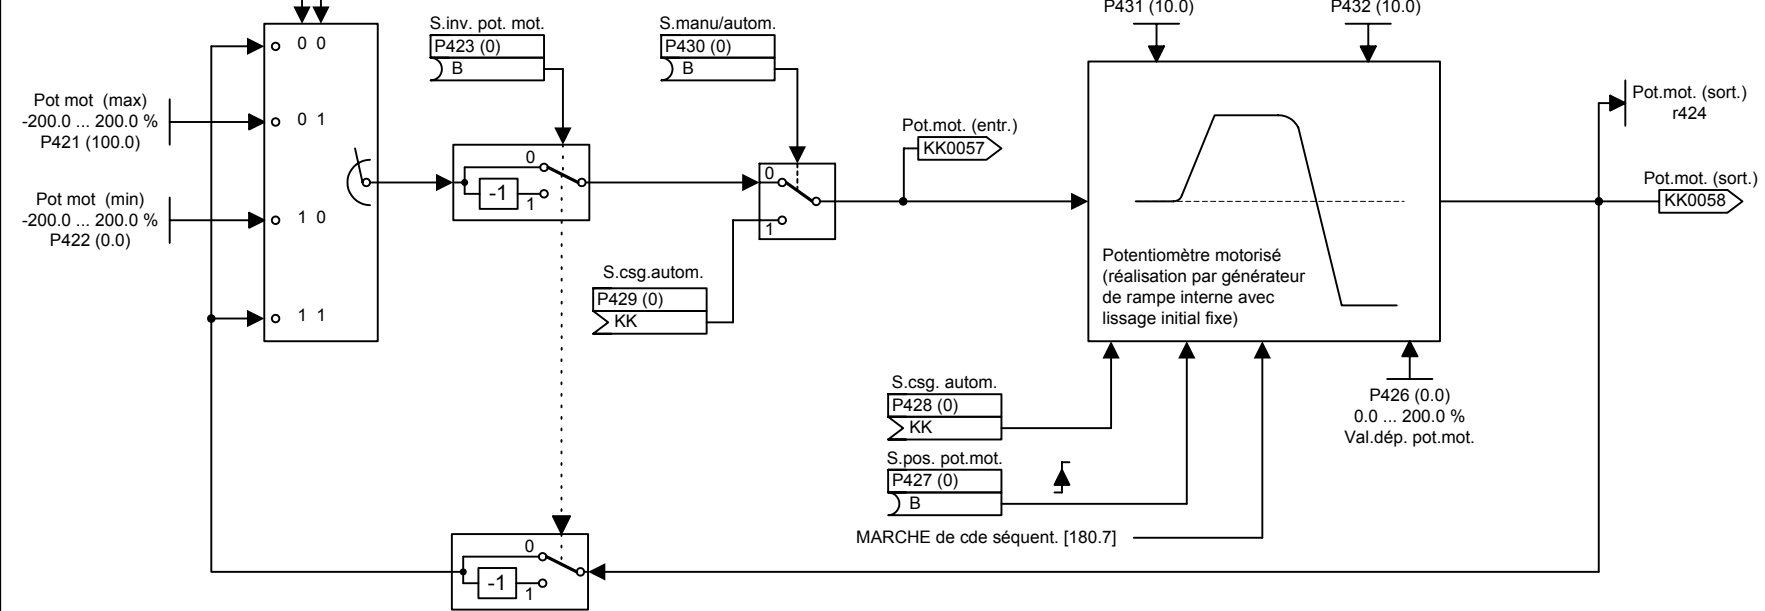 P431 (10.0)
P432 (10.0)
S.inv. pot. mot.
P423 (0)
B
S.manu/autom.
P430 (0)
B
0 0
0 1
1 0
1 1
Pot mot (max)
-200.0 ... 200.0 %
P421 (100.0)
Pot mot (min)
-200.0 ... 200.0 %
P422 (0.0)
0
-1
1
0
1
Pot.mot. (entr.)
KK0057
S.csg.autom.
P429 (0)
KK
Potentiomètre motorisé
(réalisation par générateur
de rampe interne avec
lissage initial fixe)
Pot.mot. (sort.)
r424
Pot.mot. (sort.)
KK0058
S.csg. autom.
P428 (0)
KK
S.pos. pot.mot.
P427 (0)
B
MARCHE de cde séquent. [180.7]
P426 (0.0)
0.0 ... 200.0 %
Val.dép. pot.mot.
0
-1
1